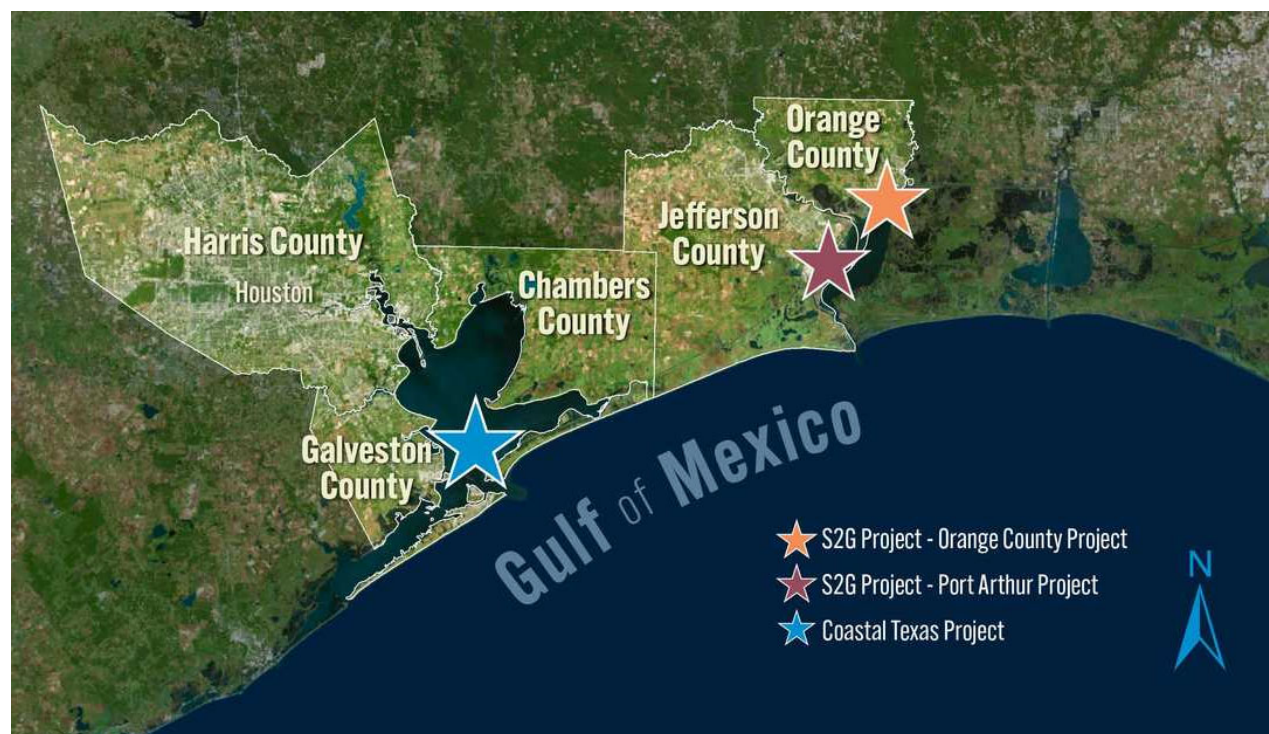 Orange
County
Jefferson
County
Harris County
Houston
Chambers
County
Galveston
County
Gulf of Mexico
S2G Project - Orange County Project
S2G Project - Port Arthur Project
Coastal Texas Project
N